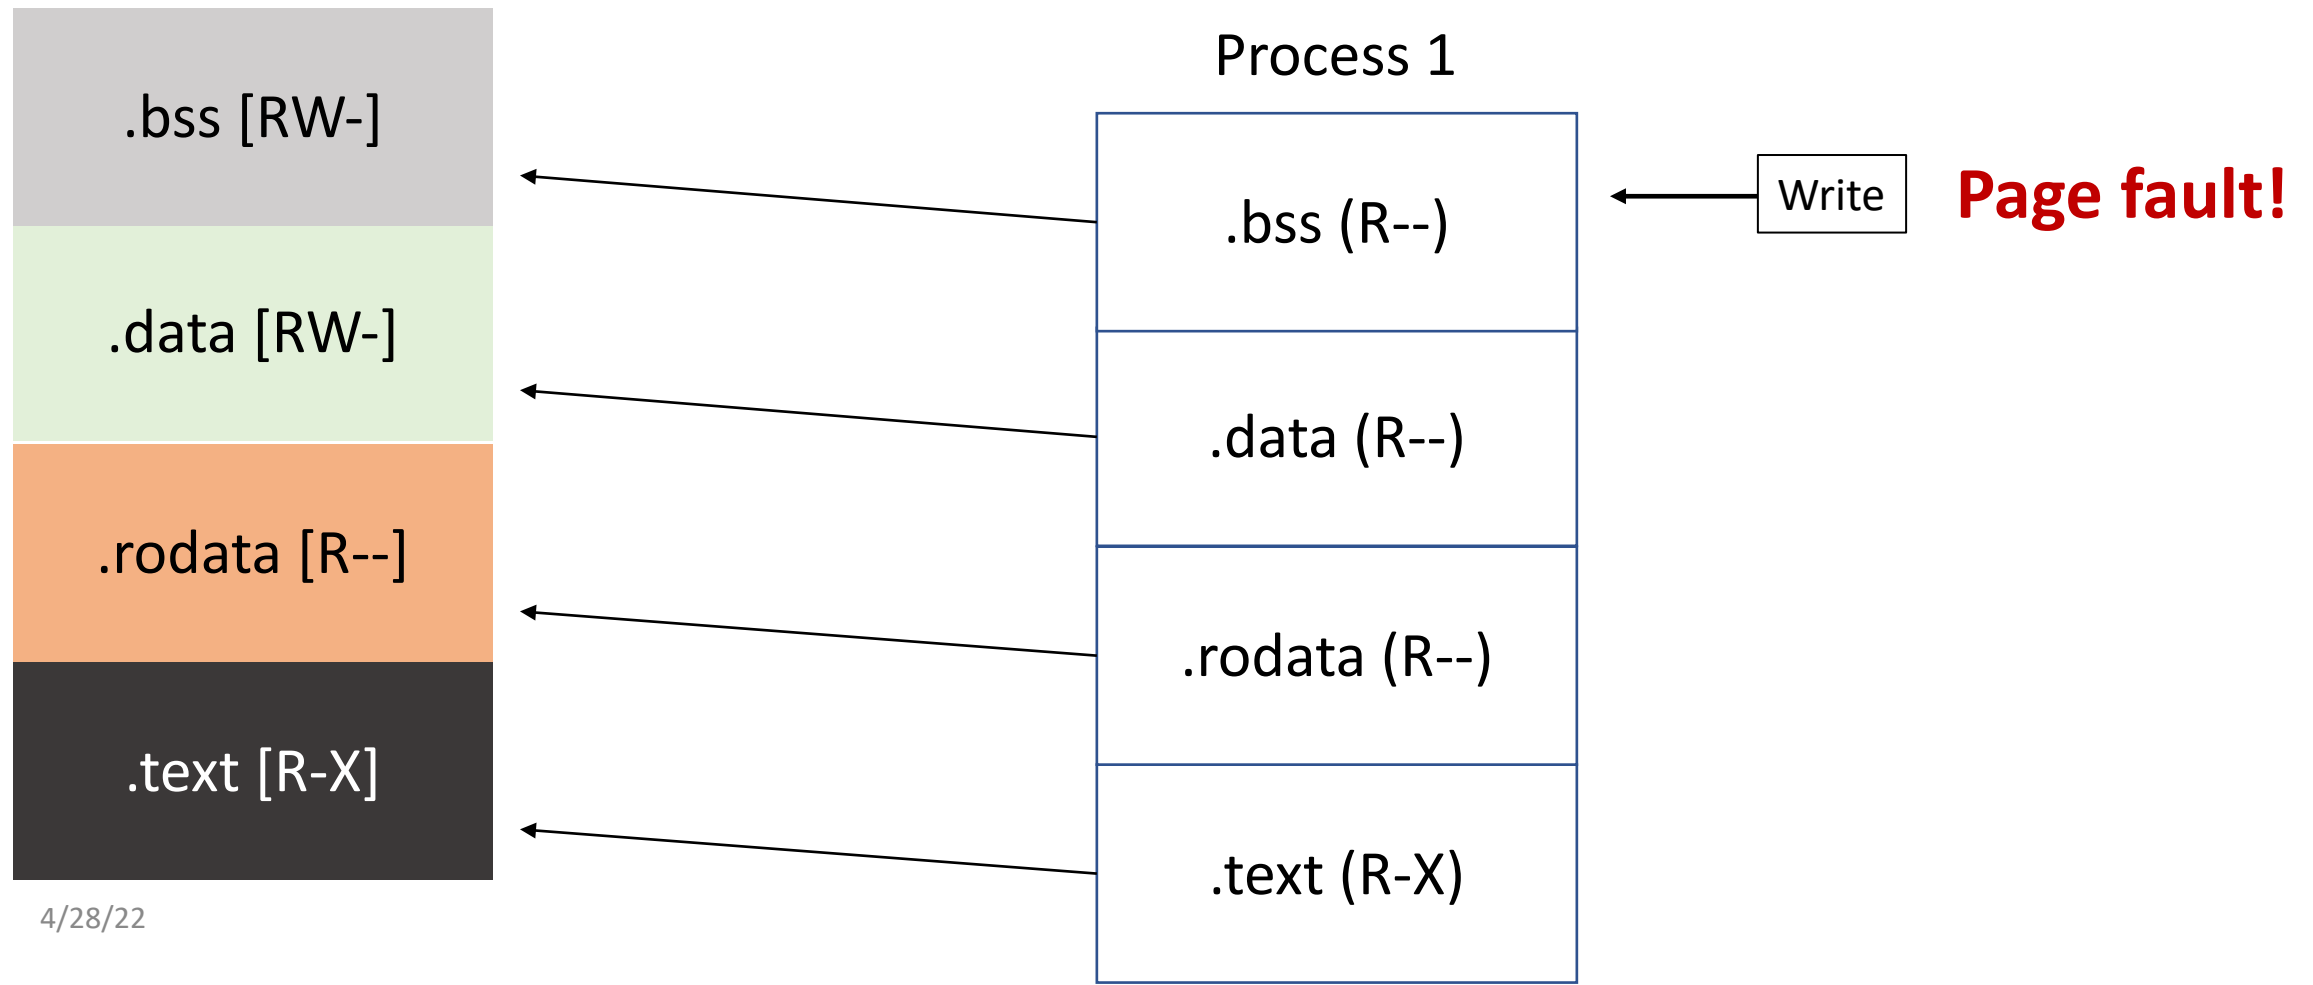 .bss [RW-]
.data [RW-]
.rodata [R--]
.text [R-X]
4/28/22
Process 1
.bss (R--)
.data (R--)
.rodata (R--)
.text (R-X)
Write
Page fault!